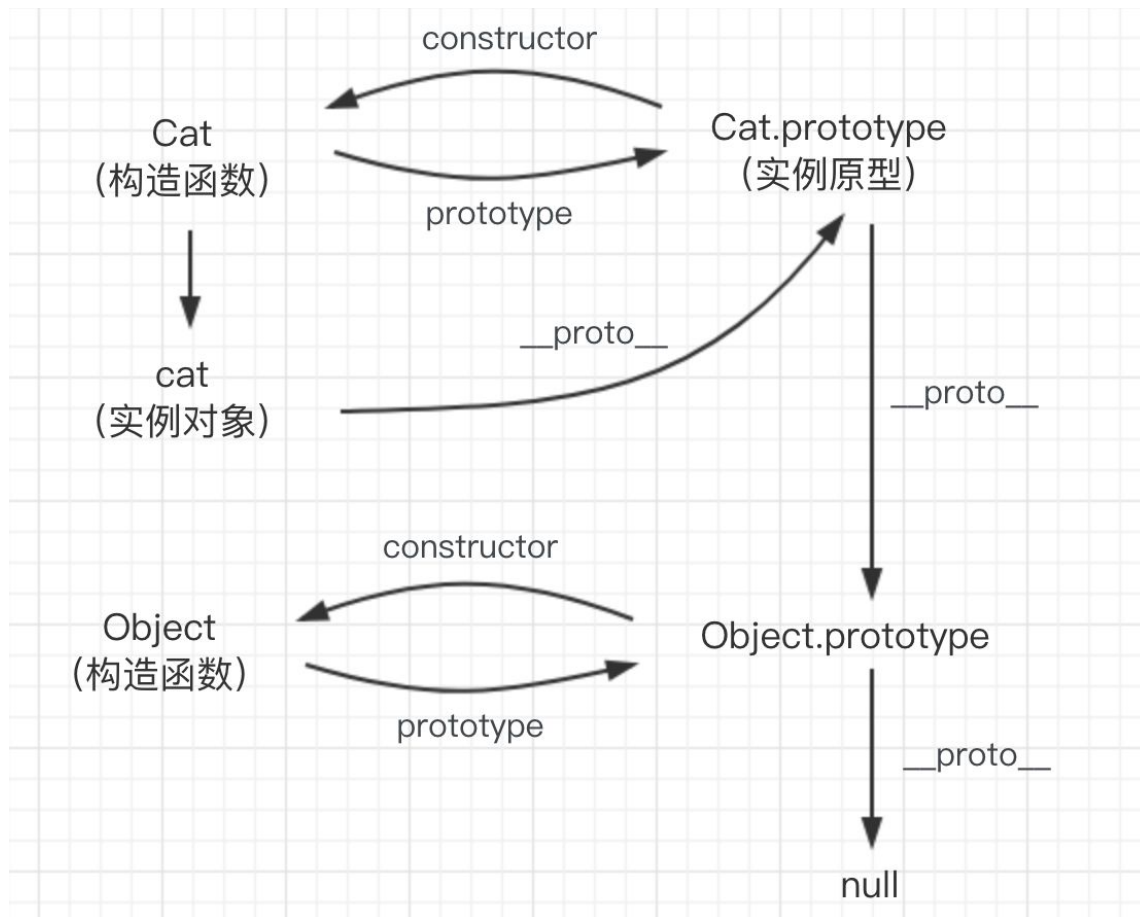 constructor
Cat
(构造函数)
Cat.prototype
(实例原型)
prototype
__proto__
cat
(实例对象)
__proto__
constructor
Object
(构造函数)
Object.prototype
prototype
__proto__
null